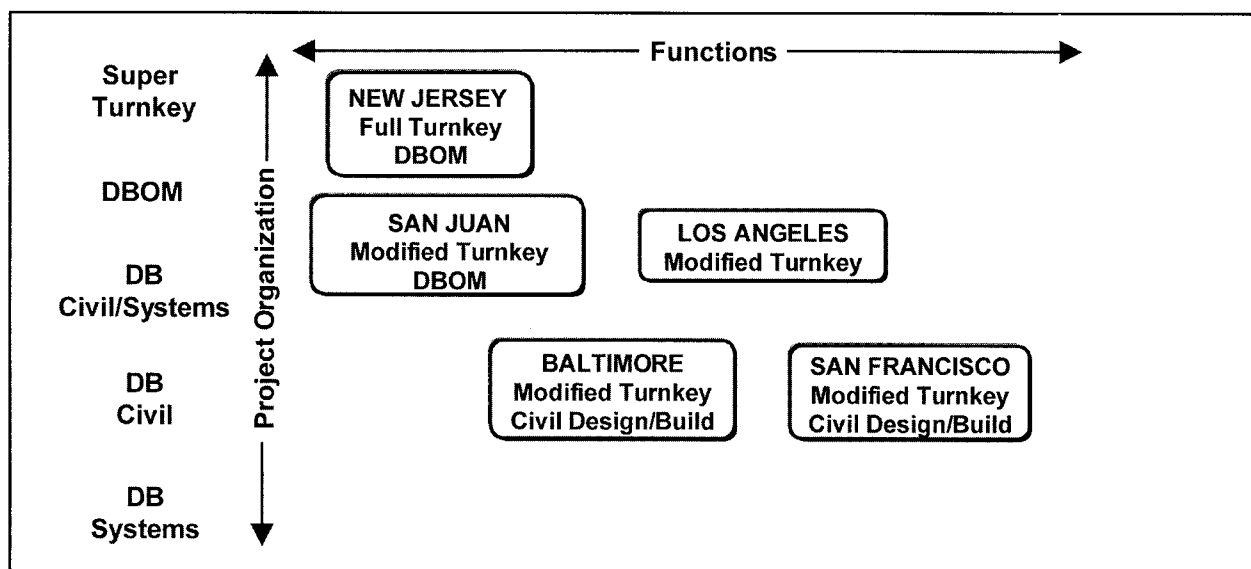 Functions
Super
Turnkey
DBOM
DB
Civil/Systems
DB
Civil
DB
Systems
Project Organization
NEW JERSEY
Full Turnkey
DBOM
SAN JUAN
Modified Turnkey
DBOM
LOS ANGELES
Modified Turnkey
BALTIMORE
Modified Turnkey
Civil Design/Build
SAN FRANCISCO
Modified Turnkey
Civil Design/Build